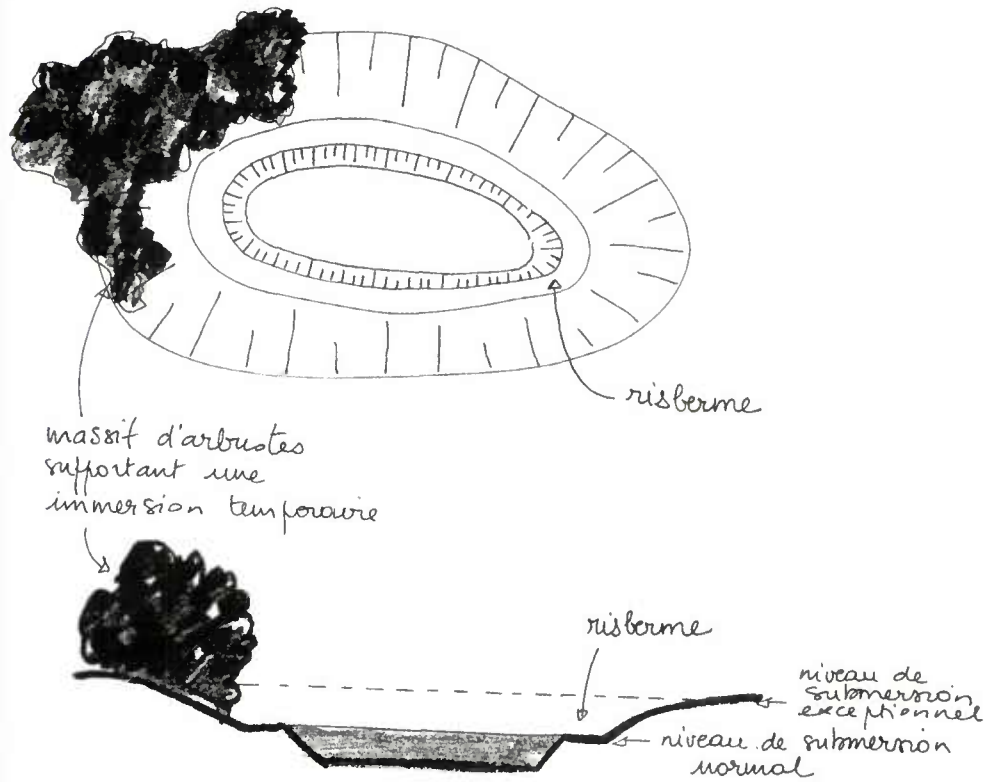 risberme
massif d'arbustes
supportant une
immersion temporaire
risberme
niveau de
submersion
exceptionnel
niveau de submersion
normal